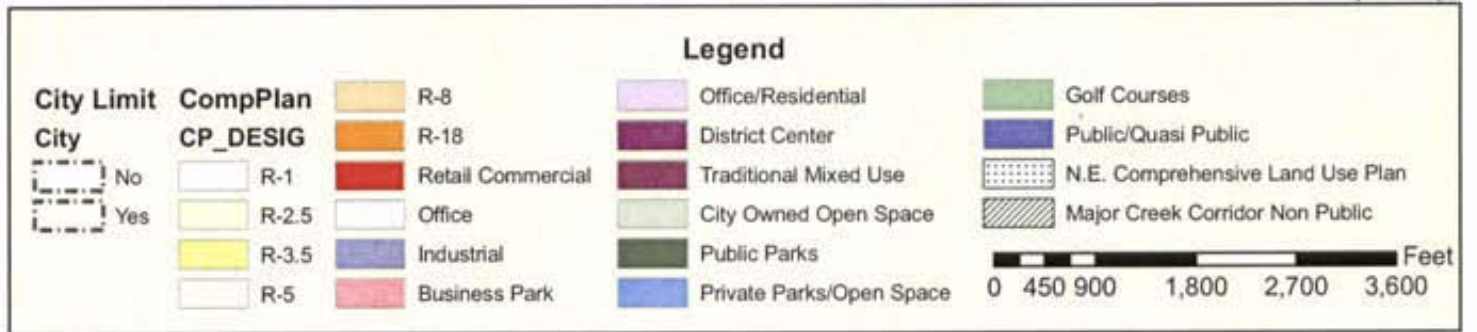 Legend
City Limit
City
No
Yes
CompPlan
CP_DESIG
R-1
R-2.5
R-3.5
R-5
R-8
R-18
Retail Commercial
Office
Industrial
Business Park
Office/Residential
District Center
Traditional Mixed Use
City Owned Open Space
Public Parks
Private Parks/Open Space
Golf Courses
Public/Quasi Public
N.E. Comprehensive Land Use Plan
Major Creek Corridor Non Public
Feet
0 450 900 1,800 2,700 3,600